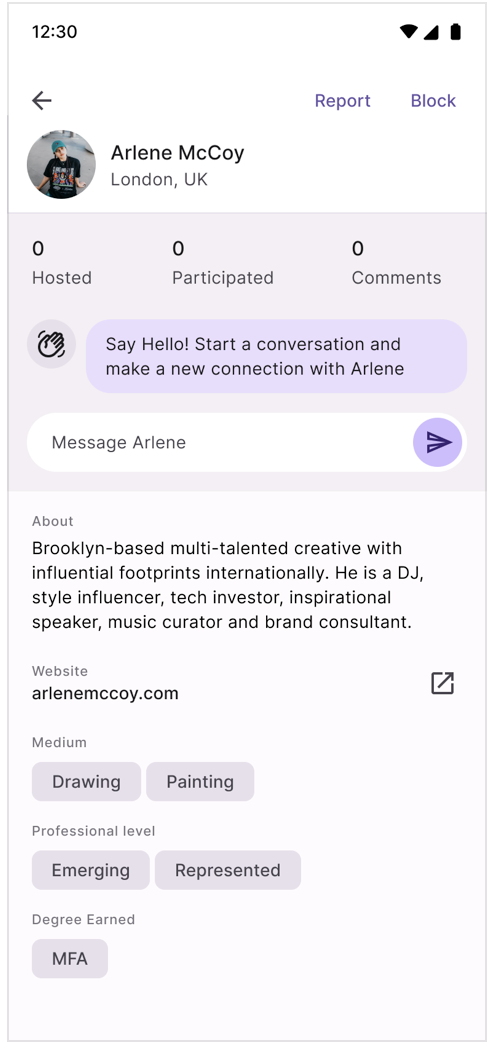 12:30
Report Block
Arlene McCoy
London, UK
0 0 0
Hosted Participated Comments
Say Hello! Start a conversation and
make a new connection with Arlene
Message Arlene
About
Brooklyn-based multi-talented creative with
influential footprints internationally. He is a DJ,
style influencer, tech investor, inspirational
speaker, music curator and brand consultant.
Website
arlenemccoy.com
Medium
Drawing Painting
Professional level
Emerging Represented
Degree Earned
MFA